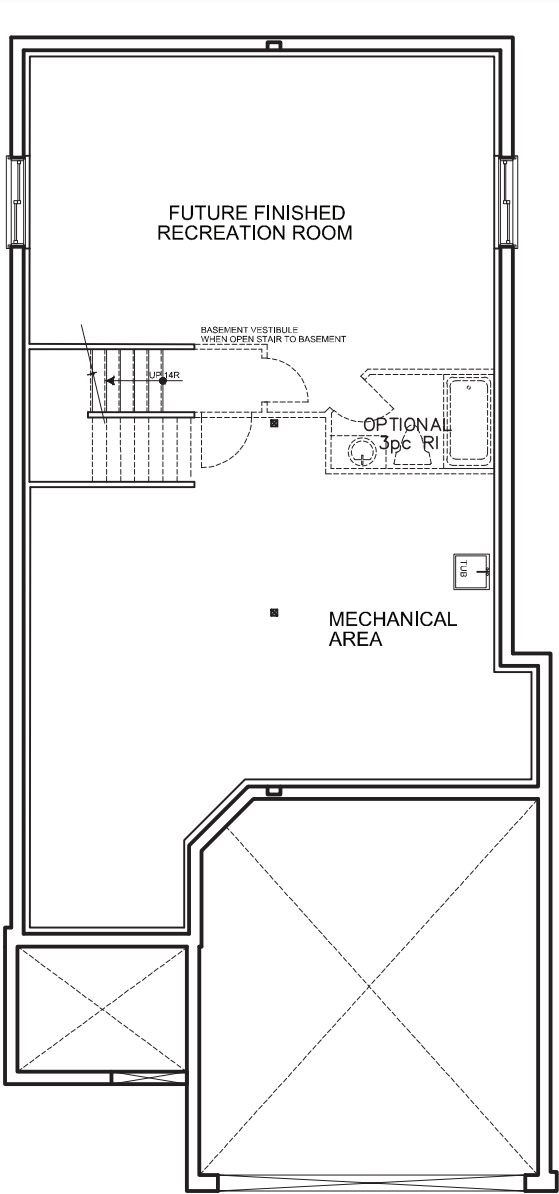 FUTURE FINISHED
RECREATION ROOM
BASEMENT VESTIBULE
WHEN OPEN STAIR TO BASEMENT
UP 14R
OPTIONAL
3pc RI
TUB
MECHANICAL
AREA